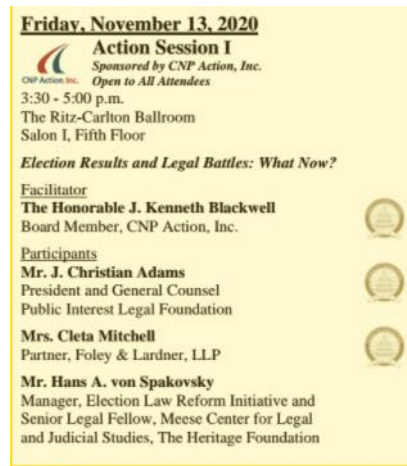 Friday, November 13, 2020
Action Session I
Sponsored by CNP Action, Inc.
CNP Action, Inc.
Open to All Attendees
3:30 - 5:00 p.m.
The Ritz-Carlton Ballroom
Salon I, Fifth Floor
Election Results and Legal Battles: What Now?
Facilitator
The Honorable J. Kenneth Blackwell
Board Member, CNP Action, Inc.
Participants
Mr. J. Christian Adams
President and General Counsel
Public Interest Legal Foundation
Mrs. Cleta Mitchell
Partner, Foley & Lardner, LLP
Mr. Hans A. von Spakovsky
Manager, Election Law Reform Initiative and
Senior Legal Fellow, Meese Center for Legal
and Judicial Studies, The Heritage Foundation